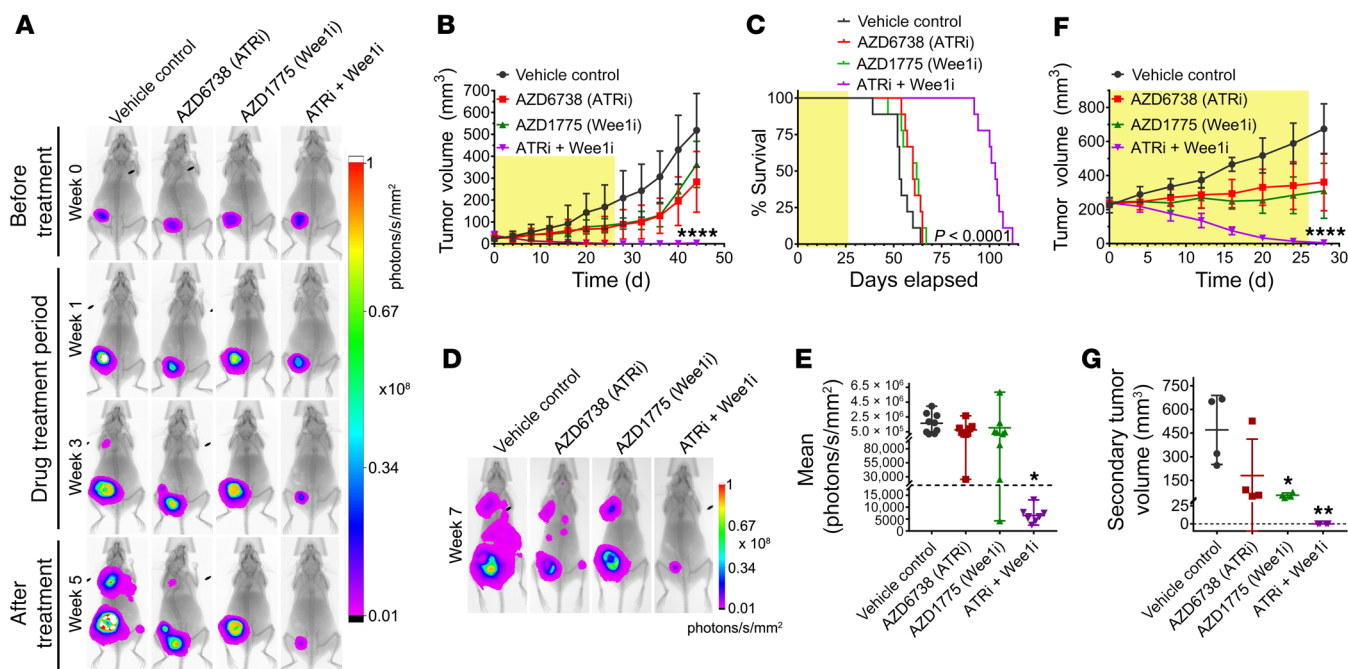 A
Vehicle control
AZD6738 (ATRi)
AZD1775 (Wee1i)
ATRi + Wee1i
Before
treatment
Week 0
Drug treatment period
Week 1
Week 3
After
treatment
Week 5
1
photons/s/mm²
0.67
x10⁸
0.34
0.01
B
Vehicle control
AZD6738 (ATRi)
AZD1775 (Wee1i)
ATRi + Wee1i
Tumor volume (mm³)
700
600
500
400
300
200
100
0
****
0 10 20 30 40 50
Time (d)
C
Vehicle control
AZD6738 (ATRi)
AZD1775 (Wee1i)
ATRi + Wee1i
% Survival
100
75
50
25
0
P < 0.0001
0 25 50 75 100
Days elapsed
F
Vehicle control
AZD6738 (ATRi)
AZD1775 (Wee1i)
ATRi + Wee1i
Tumor volume (mm³)
800
600
400
200
0
****
0 5 10 15 20 25 30
Time (d)
D
Vehicle control
AZD6738 (ATRi)
AZD1775 (Wee1i)
ATRi + Wee1i
Week 7
1
0.67
x 10⁸
0.34
0.01
photons/s/mm²
E
Mean
(photons/s/mm²)
6.5 × 10⁶
4.5 × 10⁶
2.5 × 10⁶
5.0 × 10⁵
80,000
55,000
30,000
15,000
10,000
5000
0
*
Vehicle control
AZD6738 (ATRi)
AZD1775 (Wee1i)
ATRi + Wee1i
G
Secondary tumor
volume (mm³)
750
600
450
300
150
25
0
*
**
Vehicle control
AZD6738 (ATRi)
AZD1775 (Wee1i)
ATRi + Wee1i